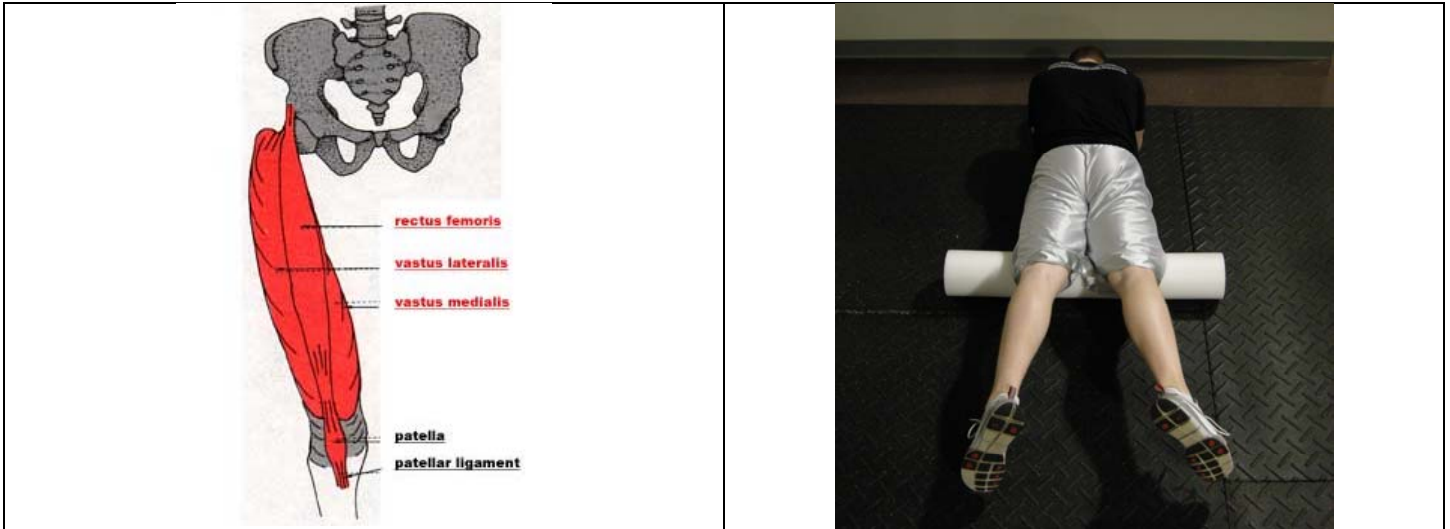 rectus femoris
vastus lateralis
vastus medialis
patella
patellar ligament